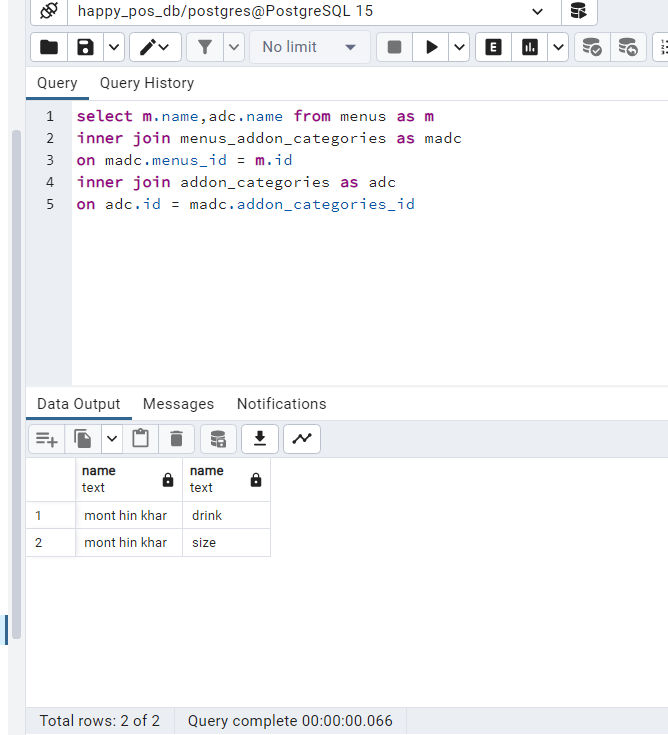 happy_pos_db/postgres@PostgreSQL 15
No limit
E
Query Query History
1 select m.name,adc.name from menus as m
2 inner join menus_addon_categories as madc
3 on madc.menus_id = m.id
4 inner join addon_categories as adc
5 on adc.id = madc.addon_categories_id
Data Output Messages Notifications
name name
text text
1 mont hin khar drink
2 mont hin khar size
Total rows: 2 of 2 Query complete 00:00:00.066